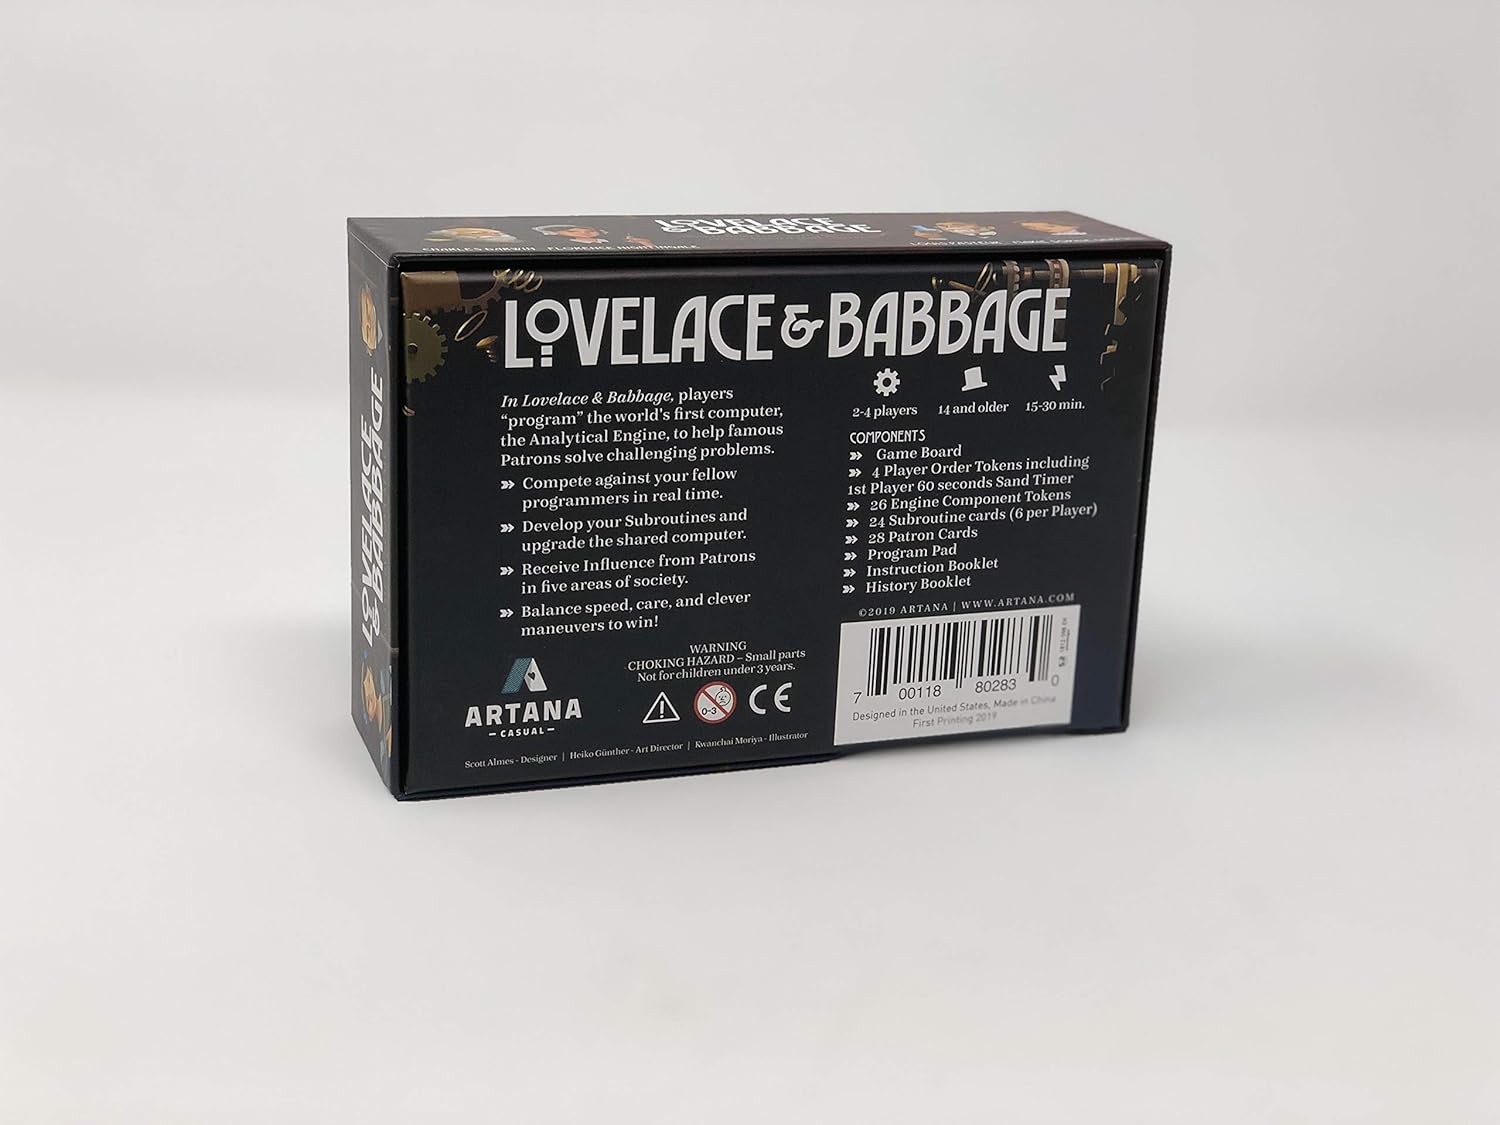 LOVELACE
& BABBAGE
CHARLES DARWIN FLORENCE NIGHTINGALE
LOVELACE
& BABBAGE
LOVELACE & BABBAGE
In Lovelace & Babbage, players
“program” the world's first computer,
the Analytical Engine, to help famous
Patrons solve challenging problems.
Compete against your fellow
programmers in real time.
Develop your Subroutines and
upgrade the shared computer.
Receive Influence from Patrons
in five areas of society.
Balance speed, care, and clever
maneuvers to win!
WARNING
CHOKING HAZARD – Small parts
Not for children under 3 years.
0-3
CE
ARTANA
– CASUAL –
Scott Almes - Designer | Heiko Günther - Art Director | Kwanchai Moriya - Illustrator
2-4 players 14 and older 15-30 min.
COMPONENTS
Game Board
4 Player Order Tokens including
1st Player 60 seconds Sand Timer
26 Engine Component Tokens
24 Subroutine cards (6 per Player)
28 Patron Cards
Program Pad
Instruction Booklet
History Booklet
©2019 ARTANA | WWW.ARTANA.COM
7 00118 80283 0
Designed in the United States, Made in China
First Printing 2019